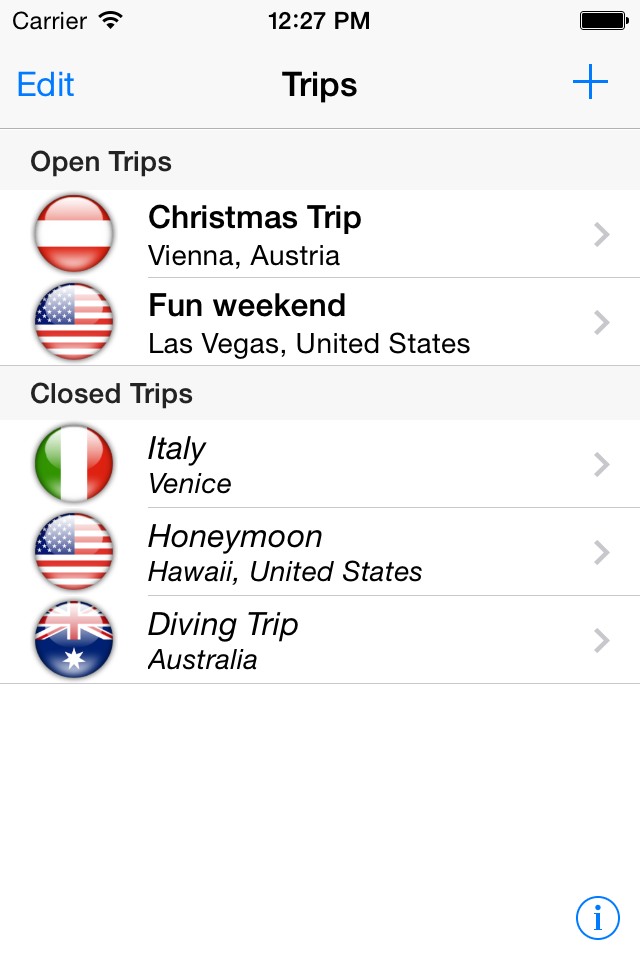 Carrier 12:27 PM
Edit Trips +
Open Trips
Christmas Trip
Vienna, Austria
Fun weekend
Las Vegas, United States
Closed Trips
Italy
Venice
Honeymoon
Hawaii, United States
Diving Trip
Australia
i